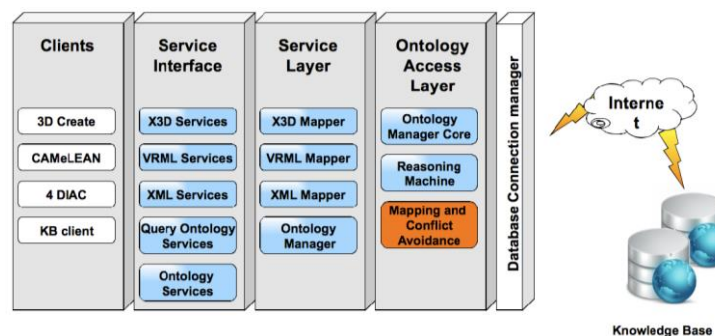 Clients
3D Create
CAMeLEAN
4 DIAC
KB client
Service
Interface
X3D Services
VRML Services
XML Services
Query Ontology
Services
Ontology
Services
Service
Layer
X3D Mapper
VRML Mapper
XML Mapper
Ontology
Manager
Ontology
Access
Layer
Ontology
Manager Core
Reasoning
Machine
Mapping and
Conflict
Avoidance
Database Connection manager
Interne
t
Knowledge Base